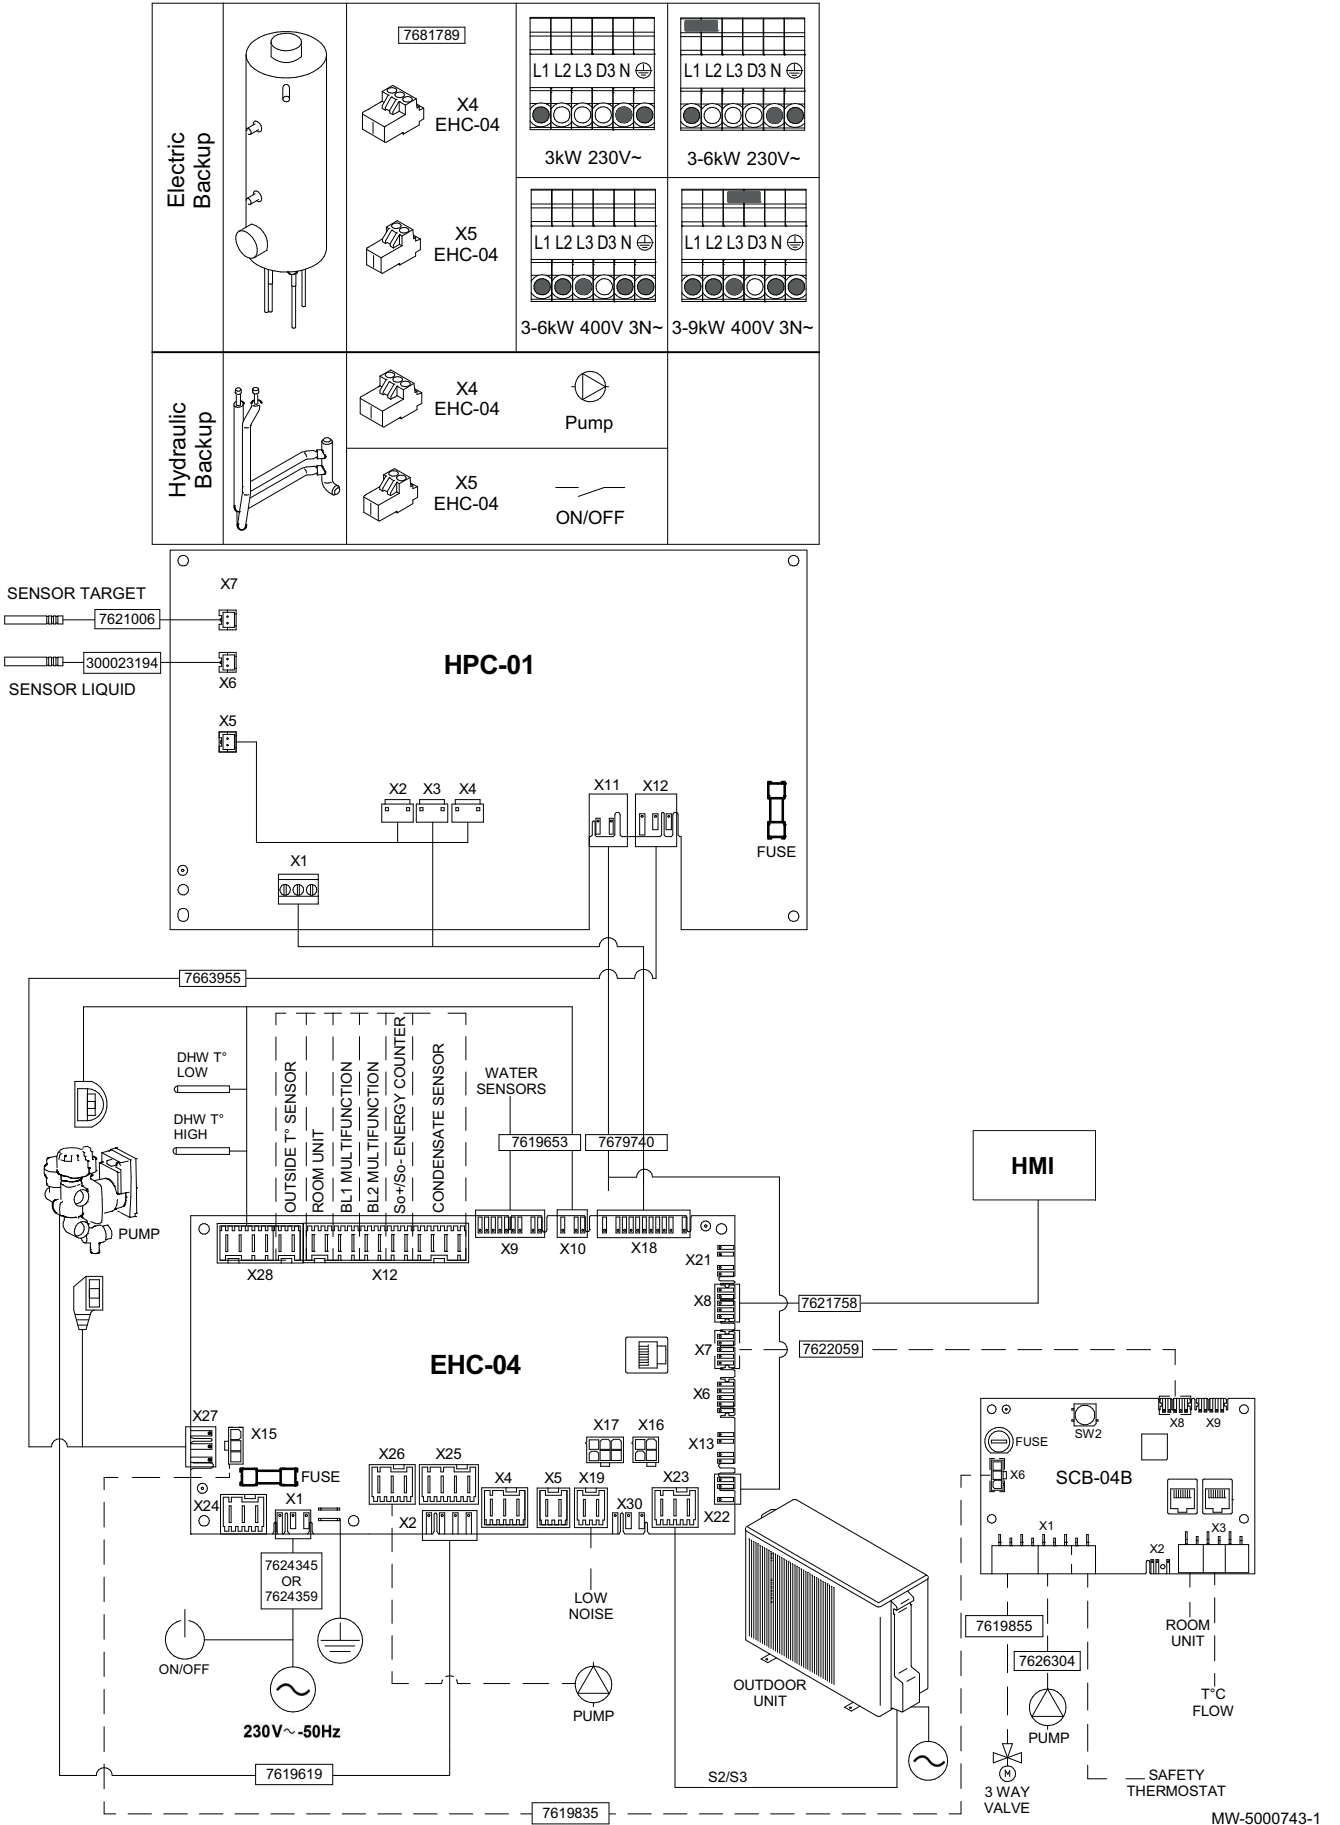 Electric
Backup
7681789
X4
EHC-04
X5
EHC-04
L1 L2 L3 D3 N
3kW 230V~
L1 L2 L3 D3 N
3-6kW 230V~
L1 L2 L3 D3 N
3-6kW 400V 3N~
L1 L2 L3 D3 N
3-9kW 400V 3N~
Hydraulic
Backup
X4
EHC-04
Pump
X5
EHC-04
ON/OFF
SENSOR TARGET
7621006
300023194
SENSOR LIQUID
X7
X6
X5
HPC-01
X2
X3
X4
X11
X12
FUSE
X1
7663955
DHW T°
LOW
DHW T°
HIGH
OUTSIDE T° SENSOR
ROOM UNIT
BL1 MULTIFUNCTION
BL2 MULTIFUNCTION
So+/So- ENERGY COUNTER
CONDENSATE SENSOR
WATER
SENSORS
7619653
7679740
HMI
PUMP
X28
X12
X9
X10
X18
X21
X8
7621758
X7
7622059
EHC-04
X6
X27
X15
X17
X16
X13
X26
X25
FUSE
X4
X5
X19
X23
X24
X1
X2
X30
X22
7624345
OR
7624359
LOW
NOISE
ON/OFF
230V~-50Hz
PUMP
OUTDOOR
UNIT
S2/S3
7619619
7619835
X8
X9
SW2
FUSE
X6
SCB-04B
X1
X3
X2
7619855
7626304
ROOM
UNIT
T°C
FLOW
PUMP
M
3 WAY
VALVE
SAFETY
THERMOSTAT
MW-5000743-1